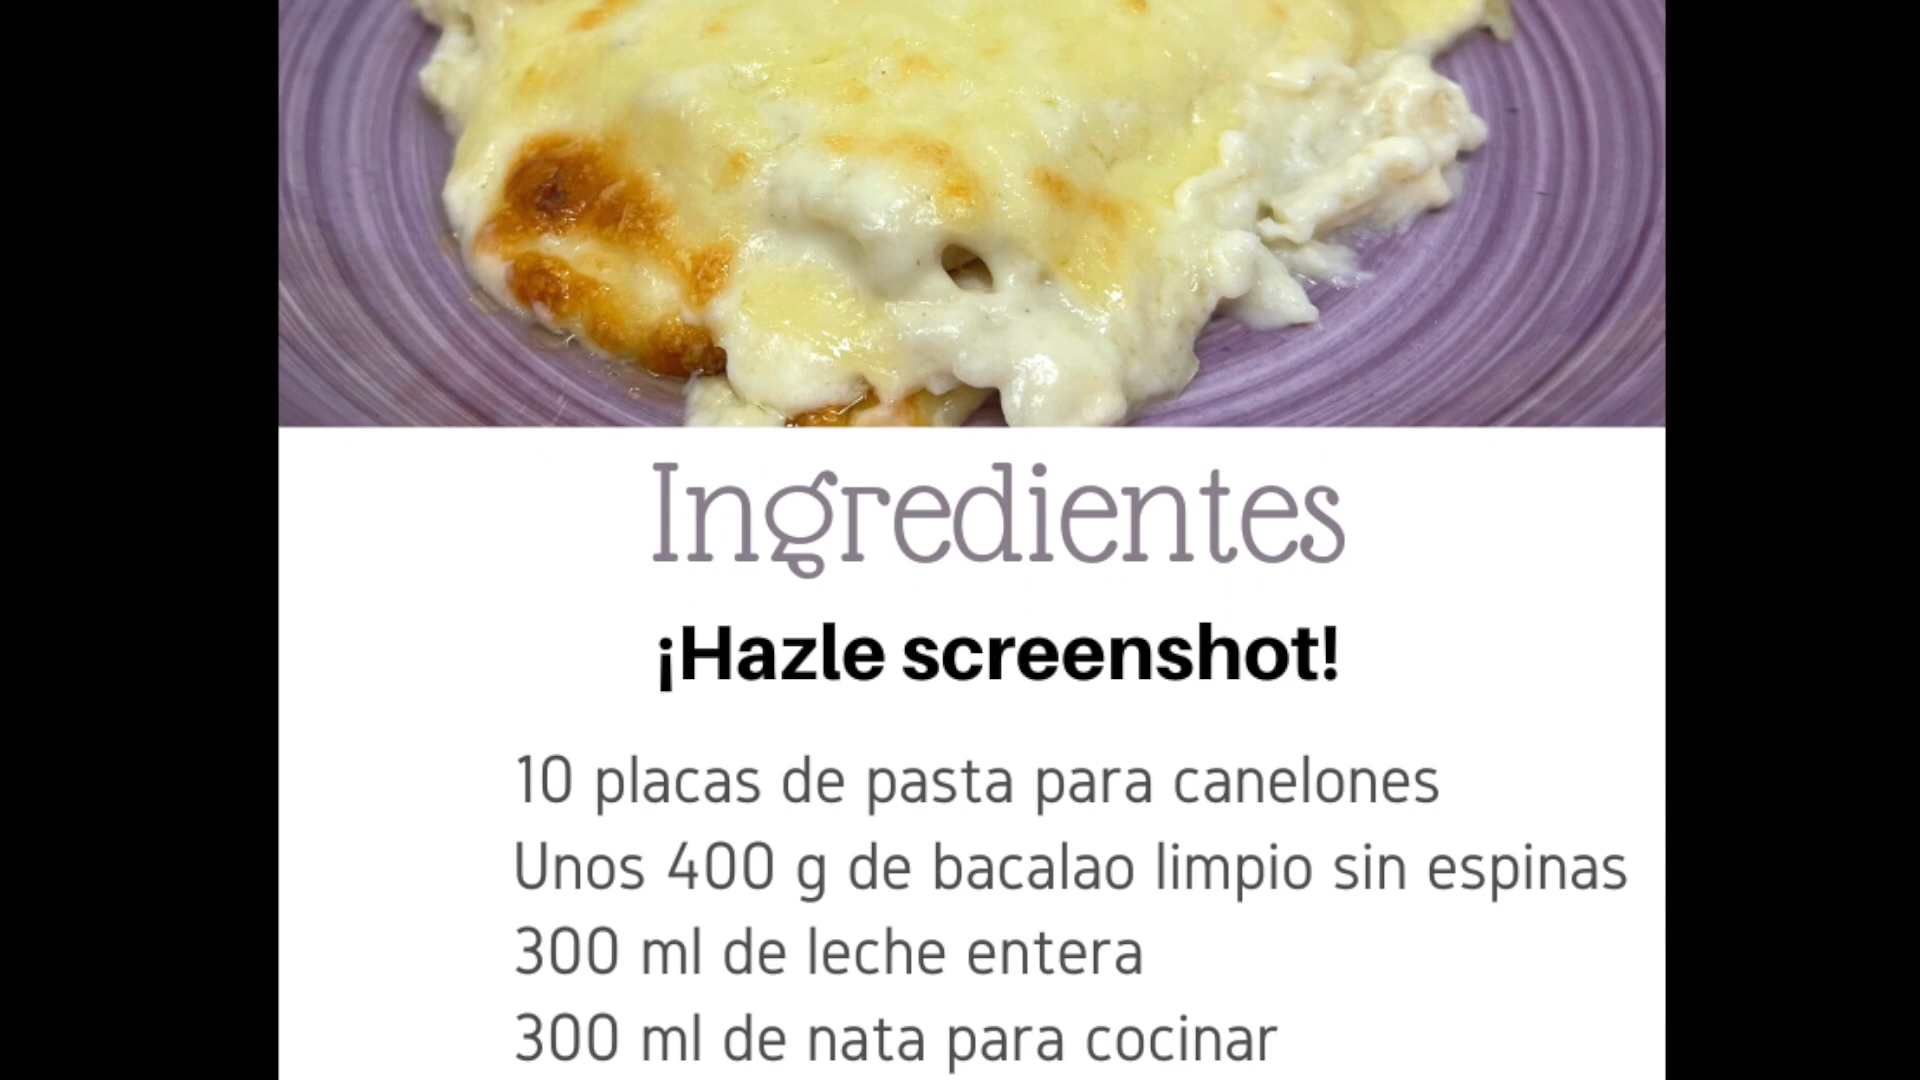 Ingredientes
¡Hazle screenshot!
10 placas de pasta para canelones
Unos 400 g de bacalao limpio sin espinas
300 ml de leche entera
300 ml de nata para cocinar